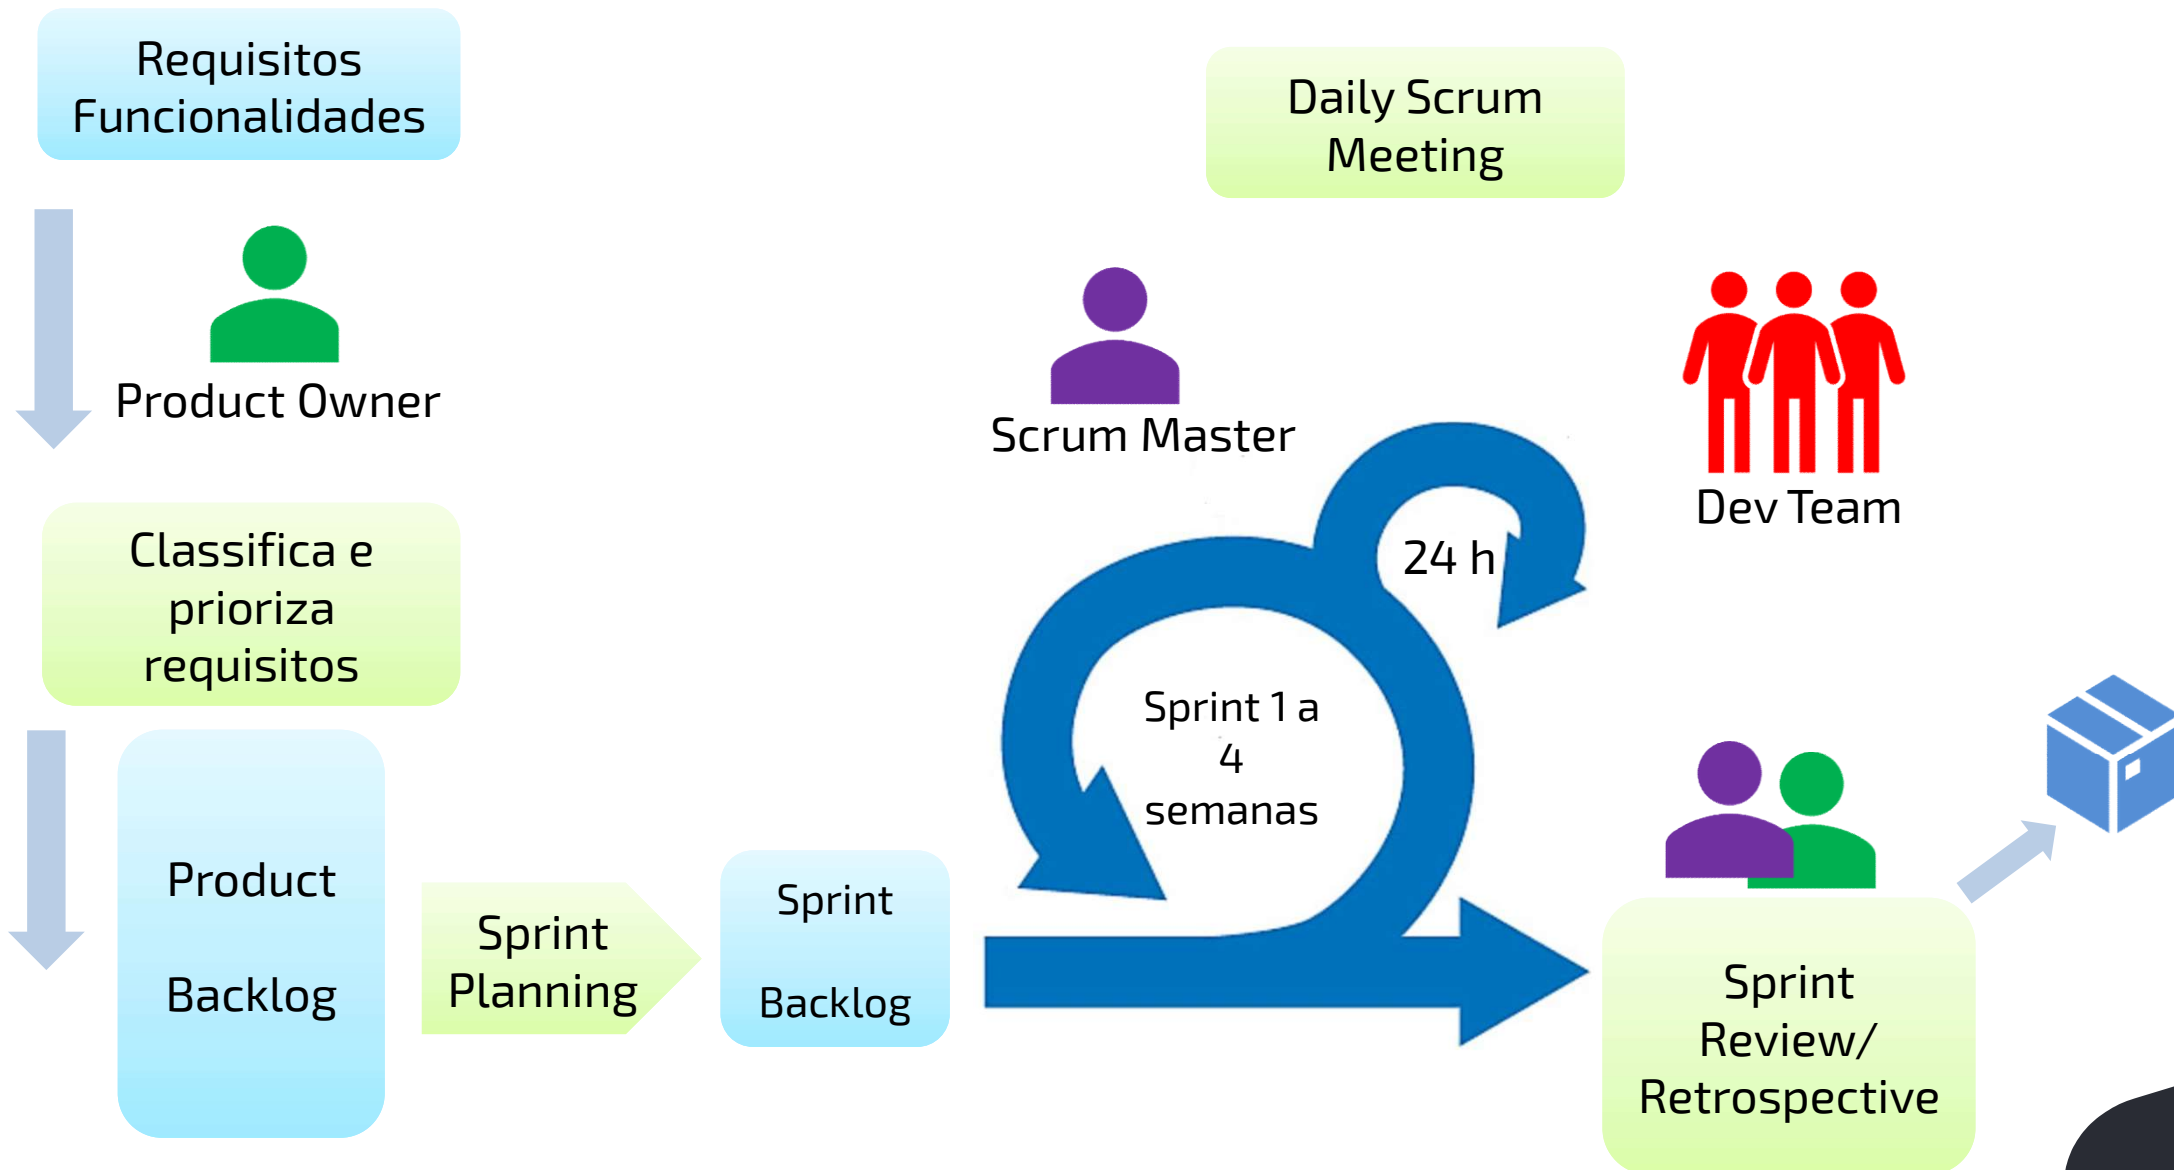 Requisitos
Funcionalidades
Product Owner
Classifica e
prioriza
requisitos
Product
Backlog
Sprint
Planning
Sprint
Backlog
Daily Scrum
Meeting
Scrum Master
Dev Team
24 h
Sprint 1 a
4
semanas
Sprint
Review/
Retrospective